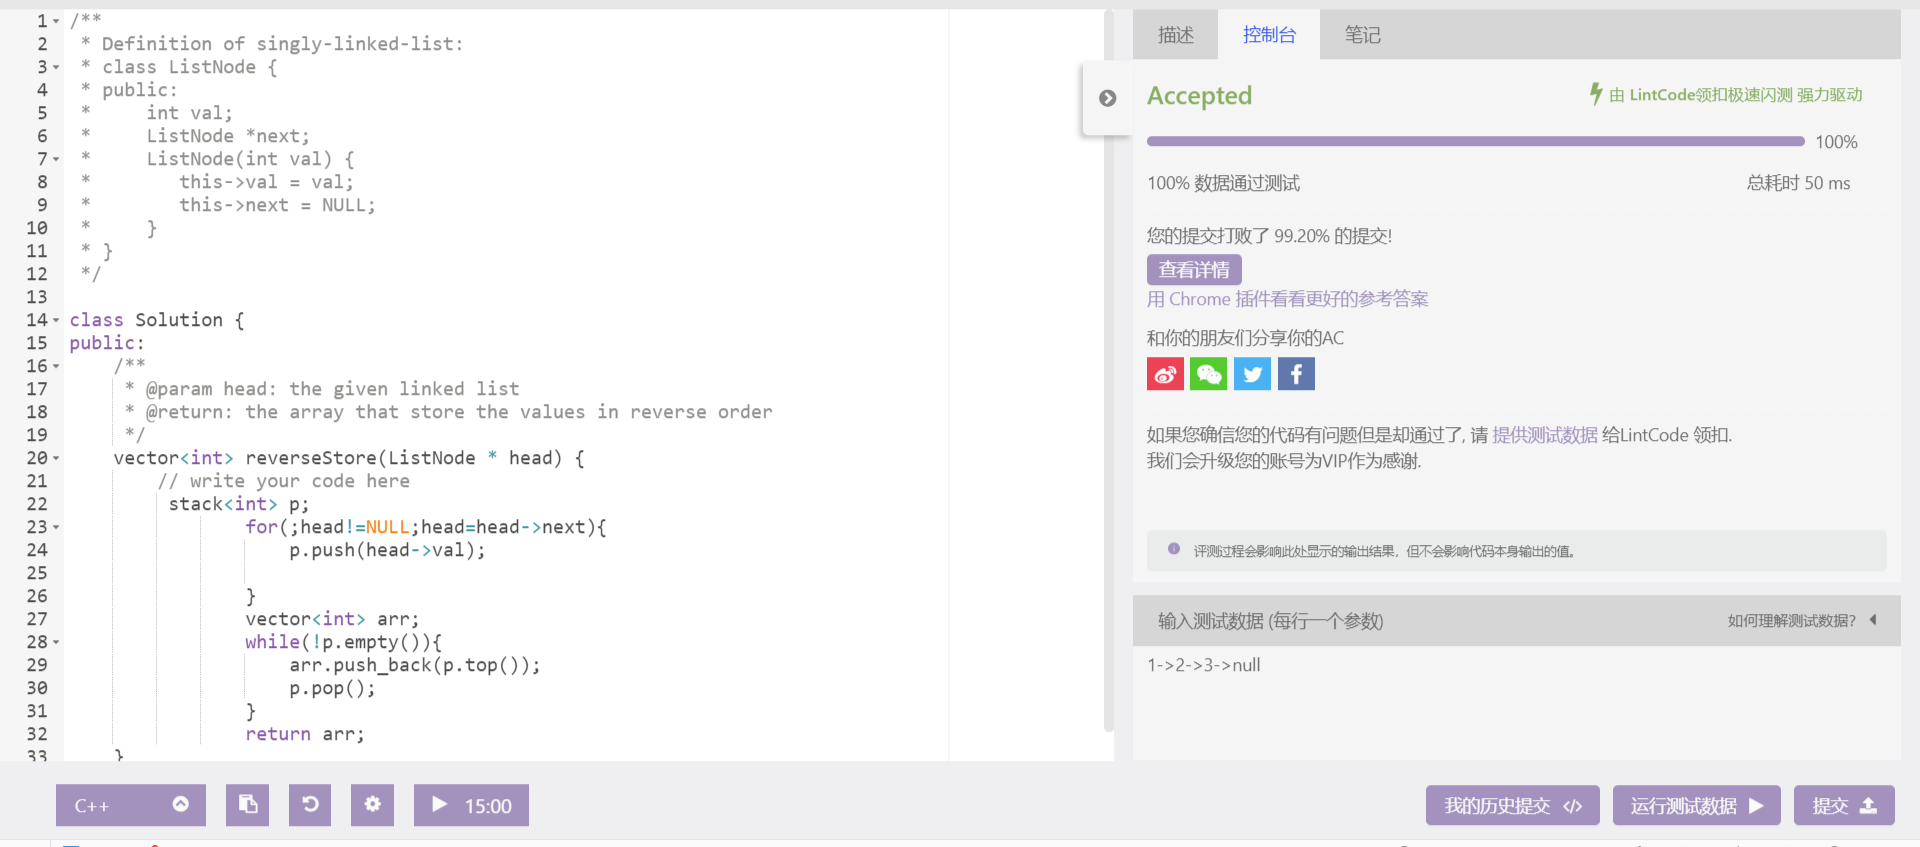 1 /**
2  * Definition of singly-linked-list:
3  * class ListNode {
4  * public:
5  *     int val;
6  *     ListNode *next;
7  *     ListNode(int val) {
8  *        this->val = val;
9  *        this->next = NULL;
10  *     }
11  * }
12  */
13
14 class Solution {
15 public:
16     /**
17      * @param head: the given linked list
18      * @return: the array that store the values in reverse order
19      */
20     vector<int> reverseStore(ListNode * head) {
21         // write your code here
22          stack<int> p;
23                 for(;head!=NULL;head=head->next){
24                     p.push(head->val);
25
26                 }
27                 vector<int> arr;
28                 while(!p.empty()){
29                     arr.push_back(p.top());
30                     p.pop();
31                 }
32                 return arr;
33     }
C++
15:00
描述 控制台 笔记
Accepted
由 LintCode领扣极速闪测 强力驱动
100%
100% 数据通过测试 总耗时 50 ms
您的提交打败了 99.20% 的提交!
查看详情
用 Chrome 插件看看更好的参考答案
和你的朋友们分享你的AC
如果您确信您的代码有问题但是却通过了, 请 提供测试数据 给LintCode 领扣.
我们会升级您的账号为VIP作为感谢.
评测过程会影响此处显示的输出结果，但不会影响代码本身输出的值。
输入测试数据 (每行一个参数) 如何理解测试数据?
1->2->3->null
我的历史提交 运行测试数据 提交